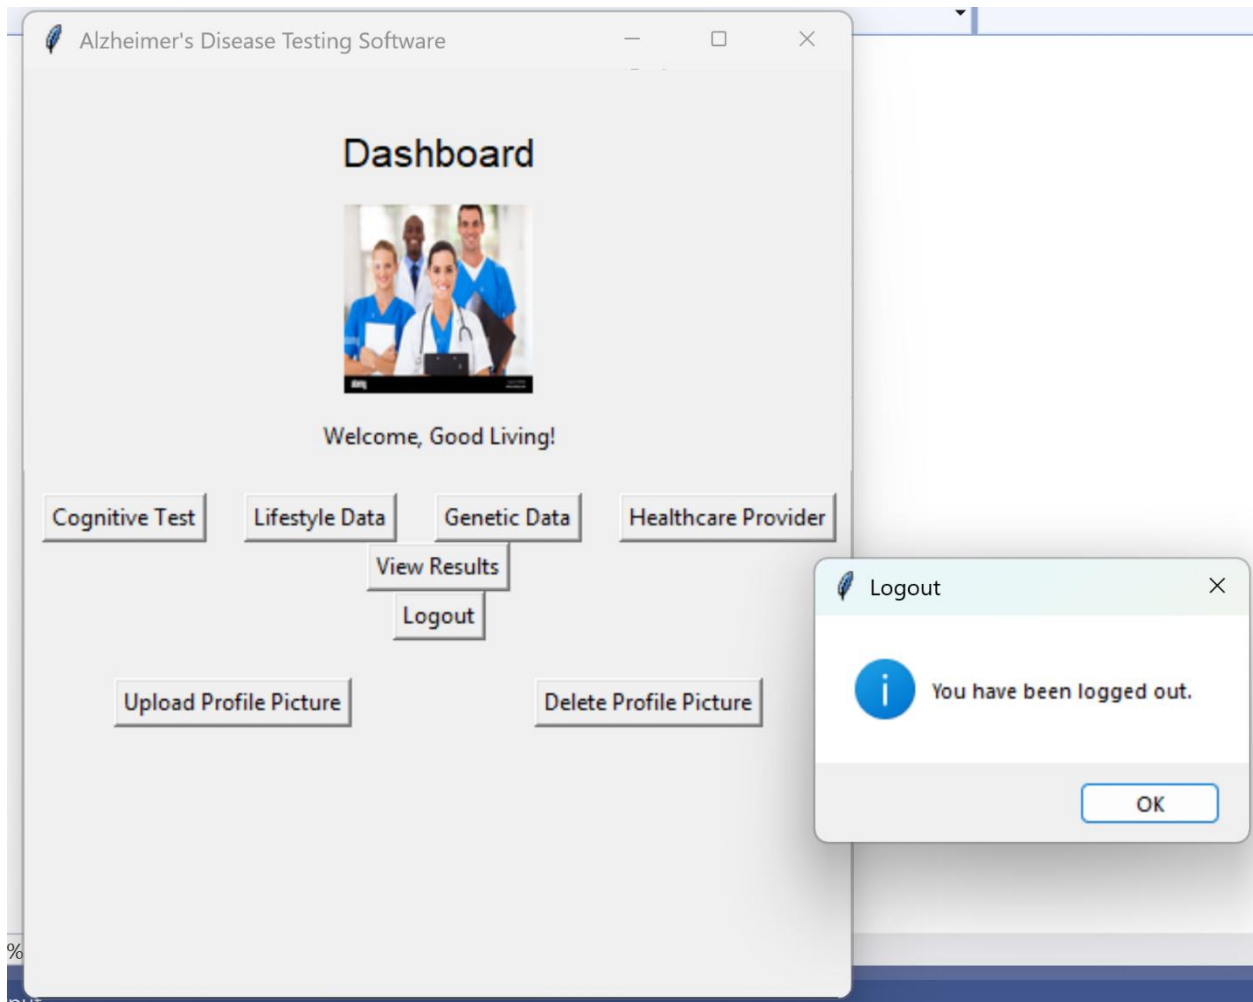 Alzheimer's Disease Testing Software
Dashboard
alamy
Welcome, Good Living!
Cognitive Test
Lifestyle Data
Genetic Data
Healthcare Provider
View Results
Logout
Upload Profile Picture
Delete Profile Picture
Logout
You have been logged out.
OK
%